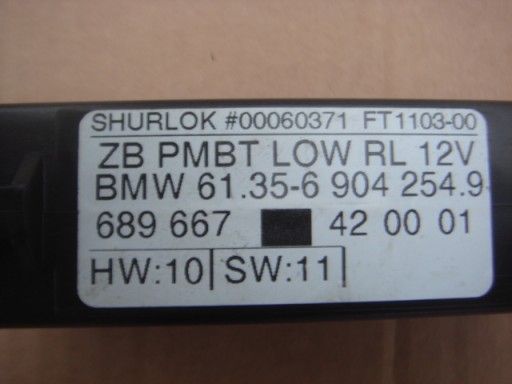 SHURLOK #00060371 FT1103-00
ZB PMBT LOW RL 12V
BMW 61.35-6 904 254.9
689 667 42 00 01
HW:10 SW:11